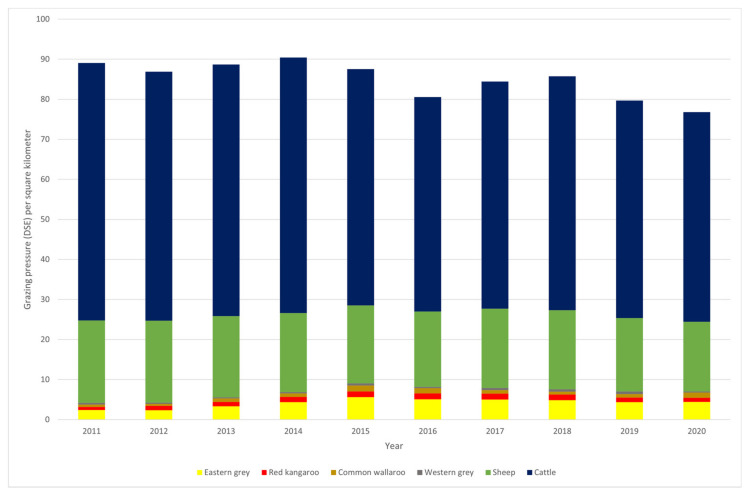 100
90
80
70
60
50
40
30
20
10
0
Grazing pressure (DSE) per square kilometer
2011 2012 2013 2014 2015 2016 2017 2018 2019 2020
Year
Eastern grey Red kangaroo Common wallaroo Western grey Sheep Cattle